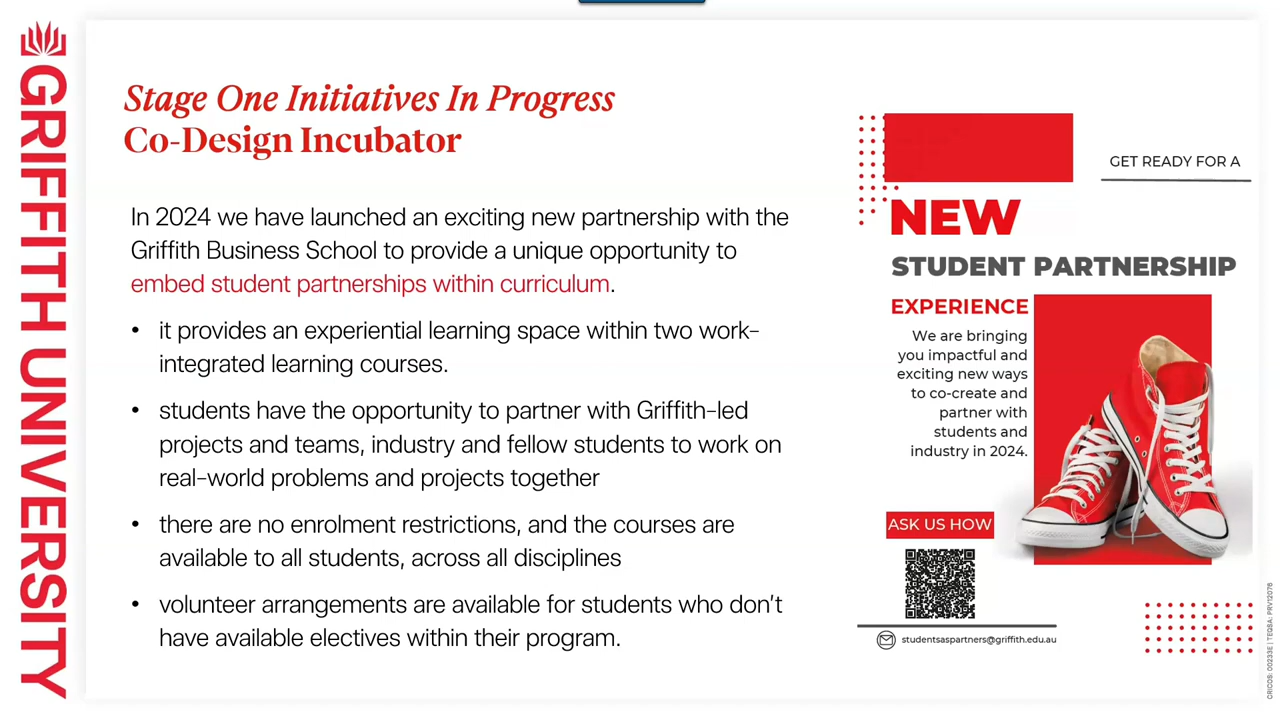 GRIFFITH UNIVERSITY
Stage One Initiatives In Progress
Co-Design Incubator
In 2024 we have launched an exciting new partnership with the
Griffith Business School to provide a unique opportunity to
embed student partnerships within curriculum.
• it provides an experiential learning space within two work-
integrated learning courses.
• students have the opportunity to partner with Griffith-led
projects and teams, industry and fellow students to work on
real-world problems and projects together
• there are no enrolment restrictions, and the courses are
available to all students, across all disciplines
• volunteer arrangements are available for students who don't
have available electives within their program.
GET READY FOR A
NEW
STUDENT PARTNERSHIP
EXPERIENCE
We are bringing
you impactful and
exciting new ways
to co-create and
partner with
students and
industry in 2024.
ASK US HOW
studentsaspartners@griffith.edu.au
CRICOS: 00233E | TEQSA: PRV12076